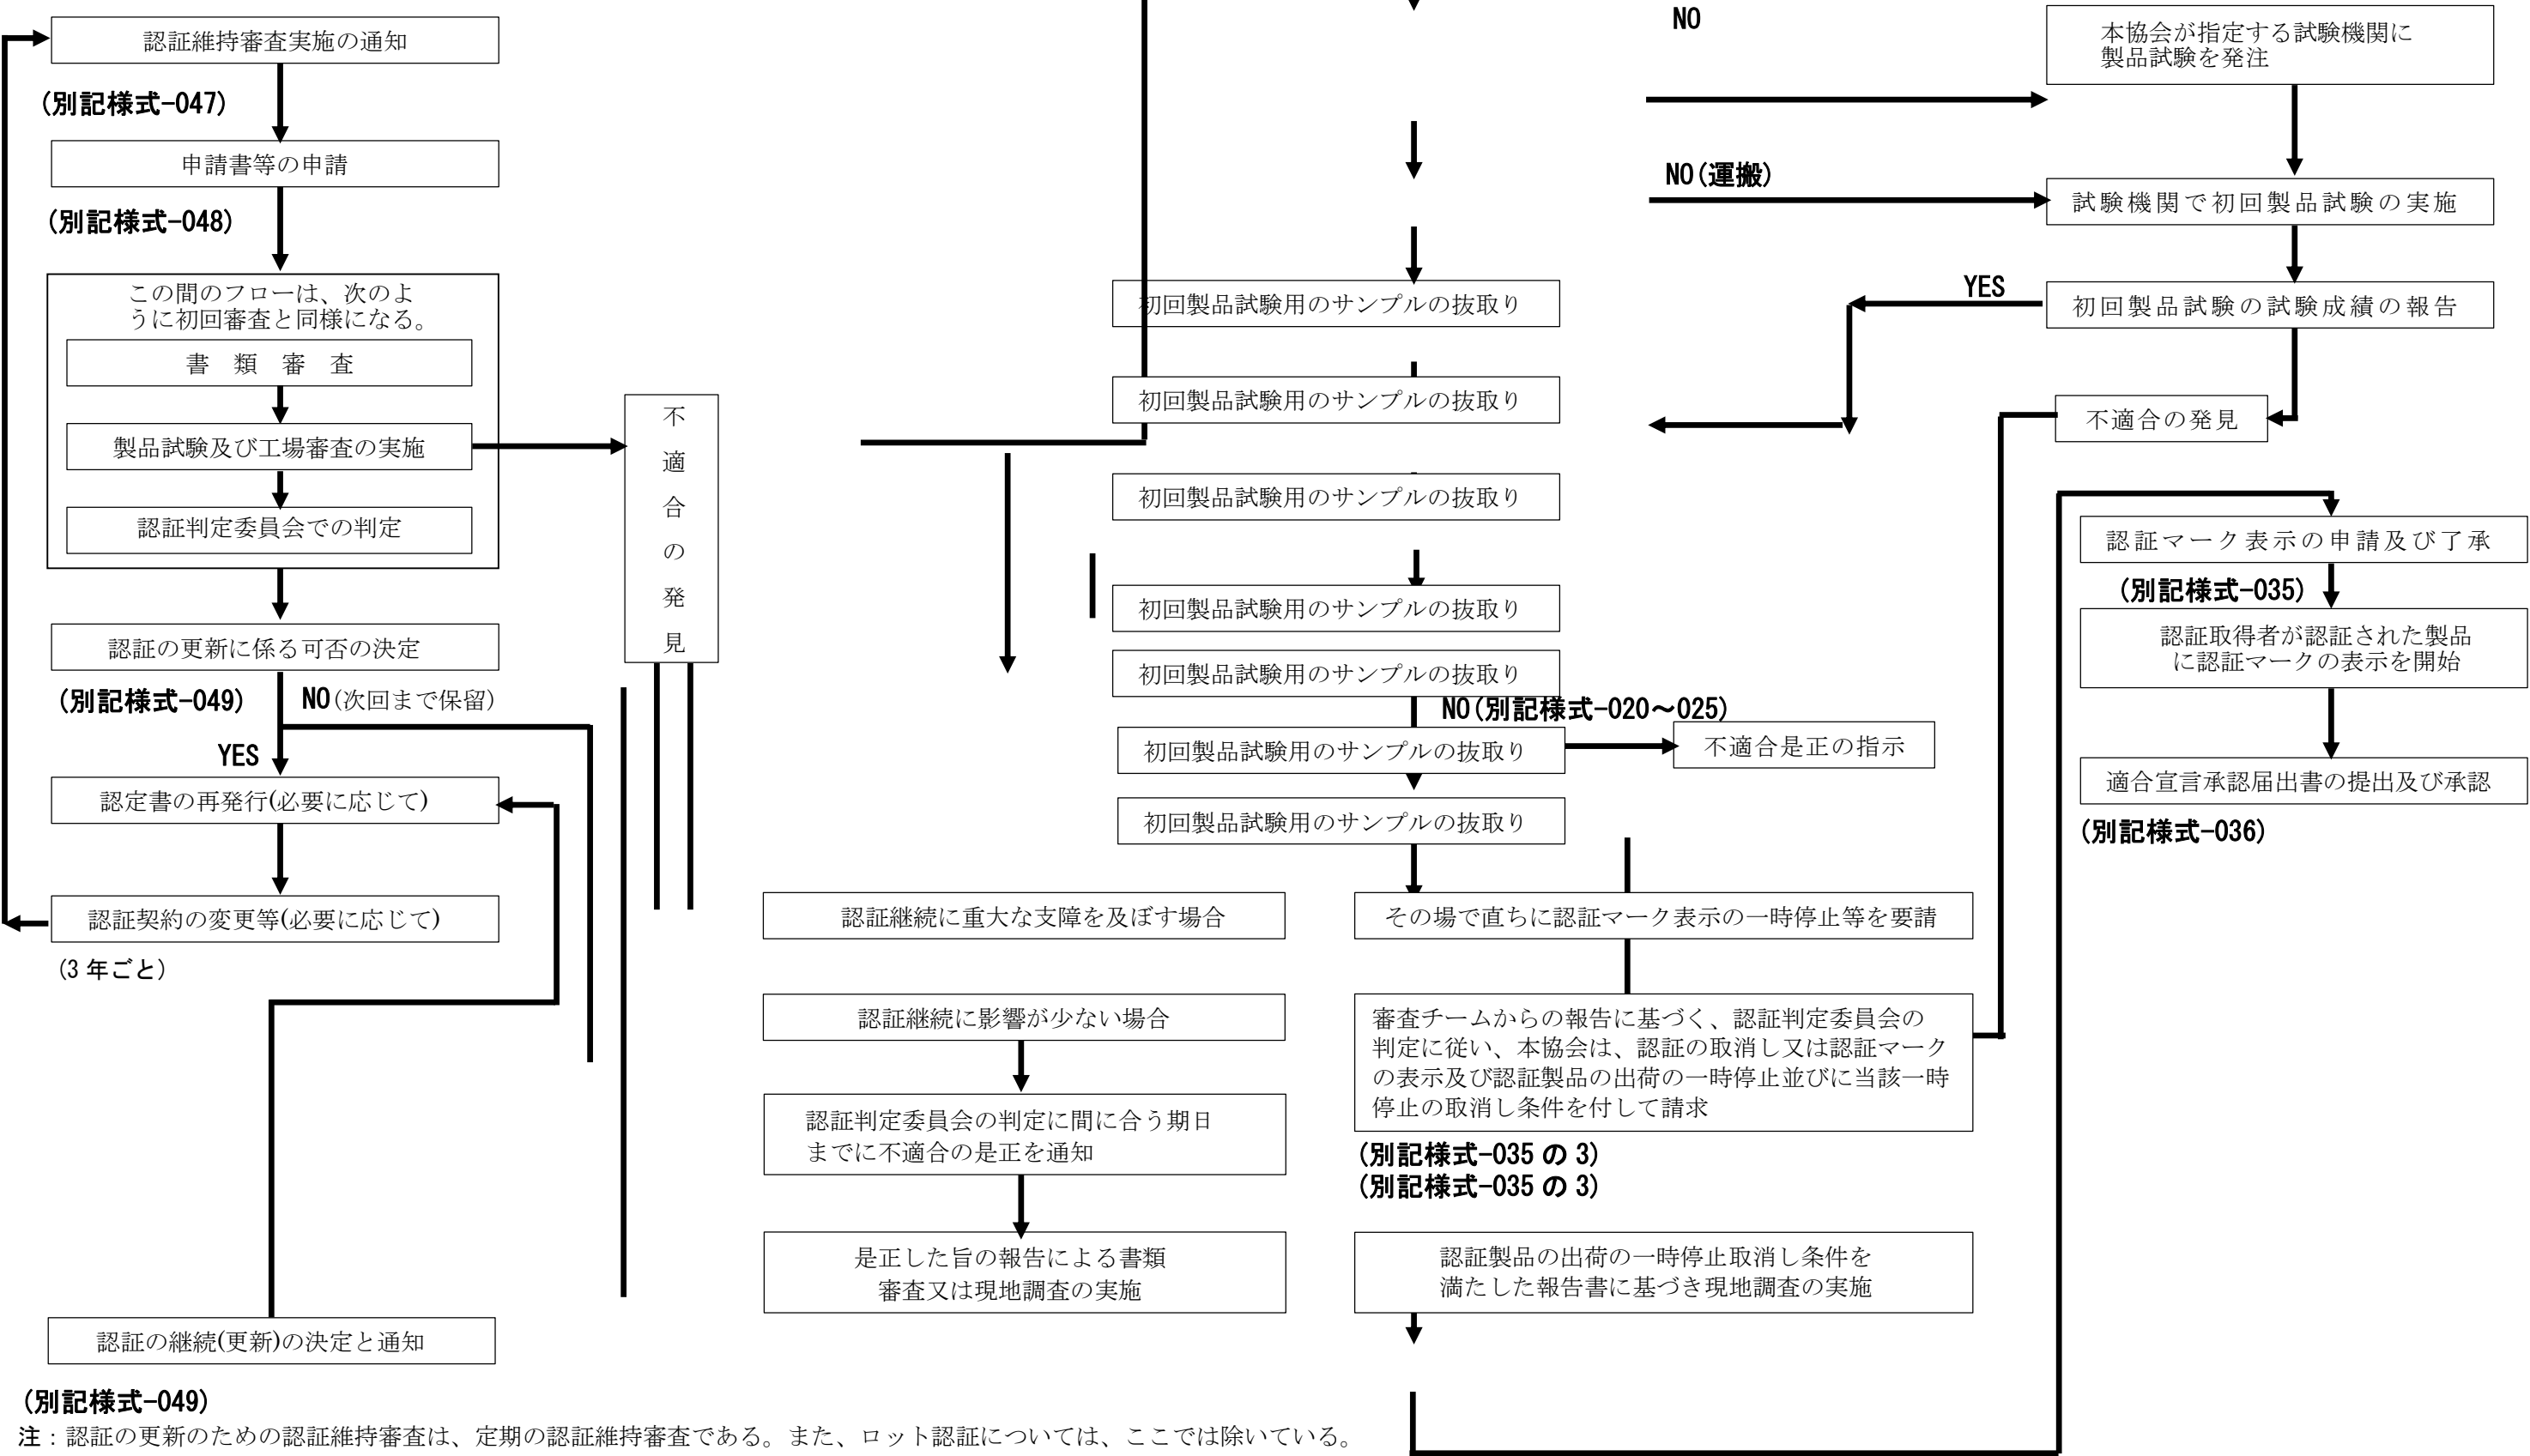 認証維持審査実施の通知
(別記様式-047)
申請書等の申請
(別記様式-048)
この間のフローは、次のよ
うに初回審査と同様になる。
書　類　審　査
製品試験及び工場審査の実施
認証判定委員会での判定
認証の更新に係る可否の決定
(別記様式-049)
NO(次回まで保留)
YES
認定書の再発行(必要に応じて)
認証契約の変更等(必要に応じて)
(3 年ごと)
認証の継続(更新)の決定と通知
(別記様式-049)
不適合の発見
初回製品試験用のサンプルの抜取り
初回製品試験用のサンプルの抜取り
初回製品試験用のサンプルの抜取り
初回製品試験用のサンプルの抜取り
初回製品試験用のサンプルの抜取り
NO(別記様式-020～025)
初回製品試験用のサンプルの抜取り
不適合是正の指示
初回製品試験用のサンプルの抜取り
認証継続に重大な支障を及ぼす場合
認証継続に影響が少ない場合
認証判定委員会の判定に間に合う期日
までに不適合の是正を通知
是正した旨の報告による書類
審査又は現地調査の実施
その場で直ちに認証マーク表示の一時停止等を要請
審査チームからの報告に基づく、認証判定委員会の
判定に従い、本協会は、認証の取消し又は認証マーク
の表示及び認証製品の出荷の一時停止並びに当該一時
停止の取消し条件を付して請求
(別記様式-035 の 3)
(別記様式-035 の 3)
認証製品の出荷の一時停止取消し条件を
満たした報告書に基づき現地調査の実施
NO
本協会が指定する試験機関に
製品試験を発注
NO(運搬)
試験機関で初回製品試験の実施
YES
初回製品試験の試験成績の報告
不適合の発見
認証マーク表示の申請及び了承
(別記様式-035)
認証取得者が認証された製品
に認証マークの表示を開始
適合宣言承認届出書の提出及び承認
(別記様式-036)
注：認証の更新のための認証維持審査は、定期の認証維持審査である。また、ロット認証については、ここでは除いている。